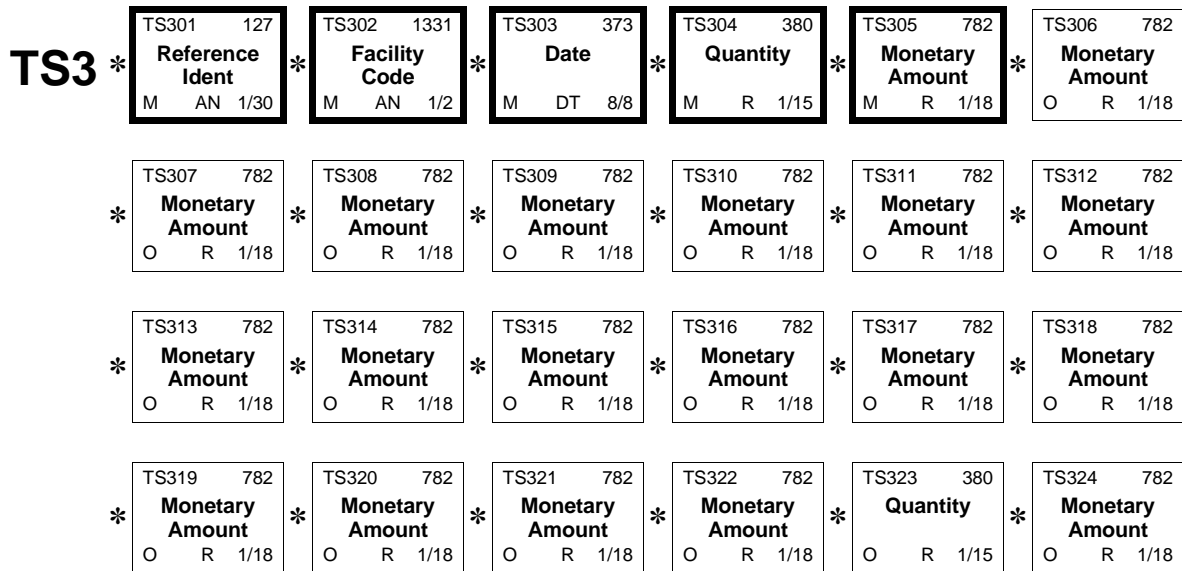 TS301 127 TS302 1331 TS303 373 TS304 380 TS305 782 TS306 782
TS3 * Reference Ident * Facility Code * Date * Quantity * Monetary Amount * Monetary Amount
M AN 1/30 M AN 1/2 M DT 8/8 M R 1/15 M R 1/18 O R 1/18
TS307 782 TS308 782 TS309 782 TS310 782 TS311 782 TS312 782
* Monetary Amount * Monetary Amount * Monetary Amount * Monetary Amount * Monetary Amount * Monetary Amount
O R 1/18 O R 1/18 O R 1/18 O R 1/18 O R 1/18 O R 1/18
TS313 782 TS314 782 TS315 782 TS316 782 TS317 782 TS318 782
* Monetary Amount * Monetary Amount * Monetary Amount * Monetary Amount * Monetary Amount * Monetary Amount
O R 1/18 O R 1/18 O R 1/18 O R 1/18 O R 1/18 O R 1/18
TS319 782 TS320 782 TS321 782 TS322 782 TS323 380 TS324 782
* Monetary Amount * Monetary Amount * Monetary Amount * Monetary Amount * Quantity * Monetary Amount
O R 1/18 O R 1/18 O R 1/18 O R 1/18 O R 1/15 O R 1/18